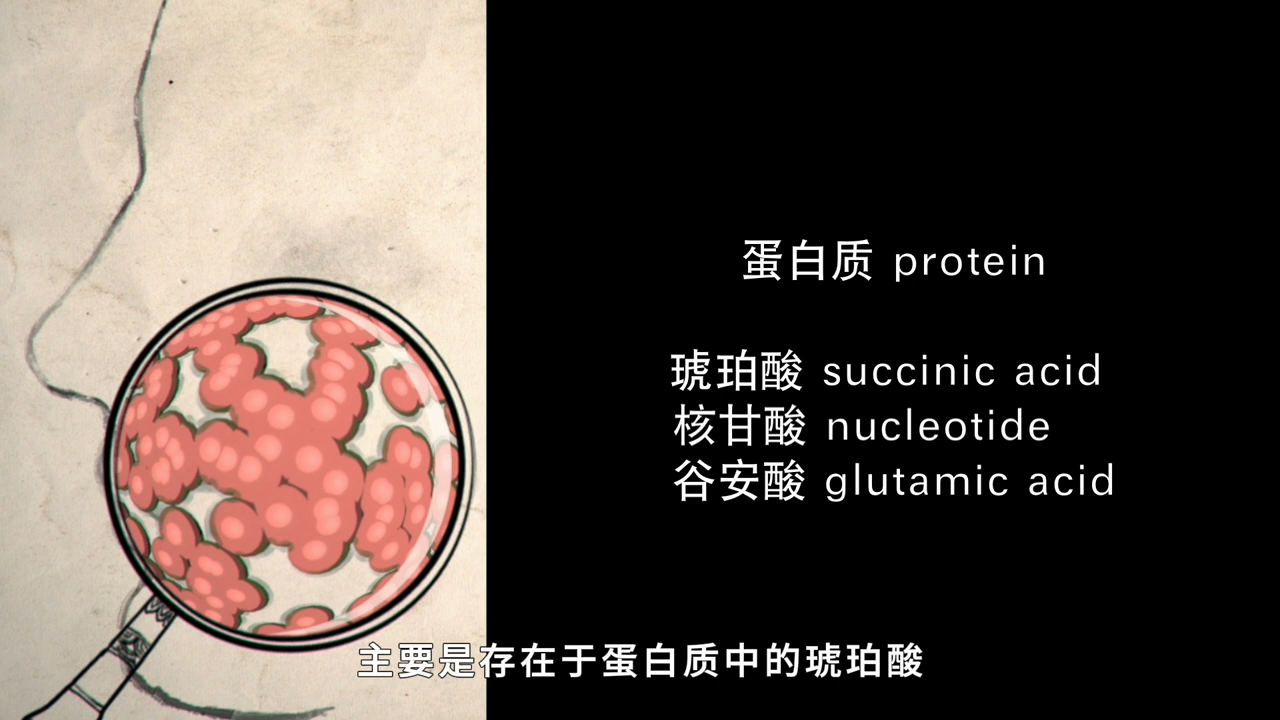 蛋白质 protein
琥珀酸 succinic acid
核甘酸 nucleotide
谷安酸 glutamic acid
主要是存在于蛋白质中的琥珀酸